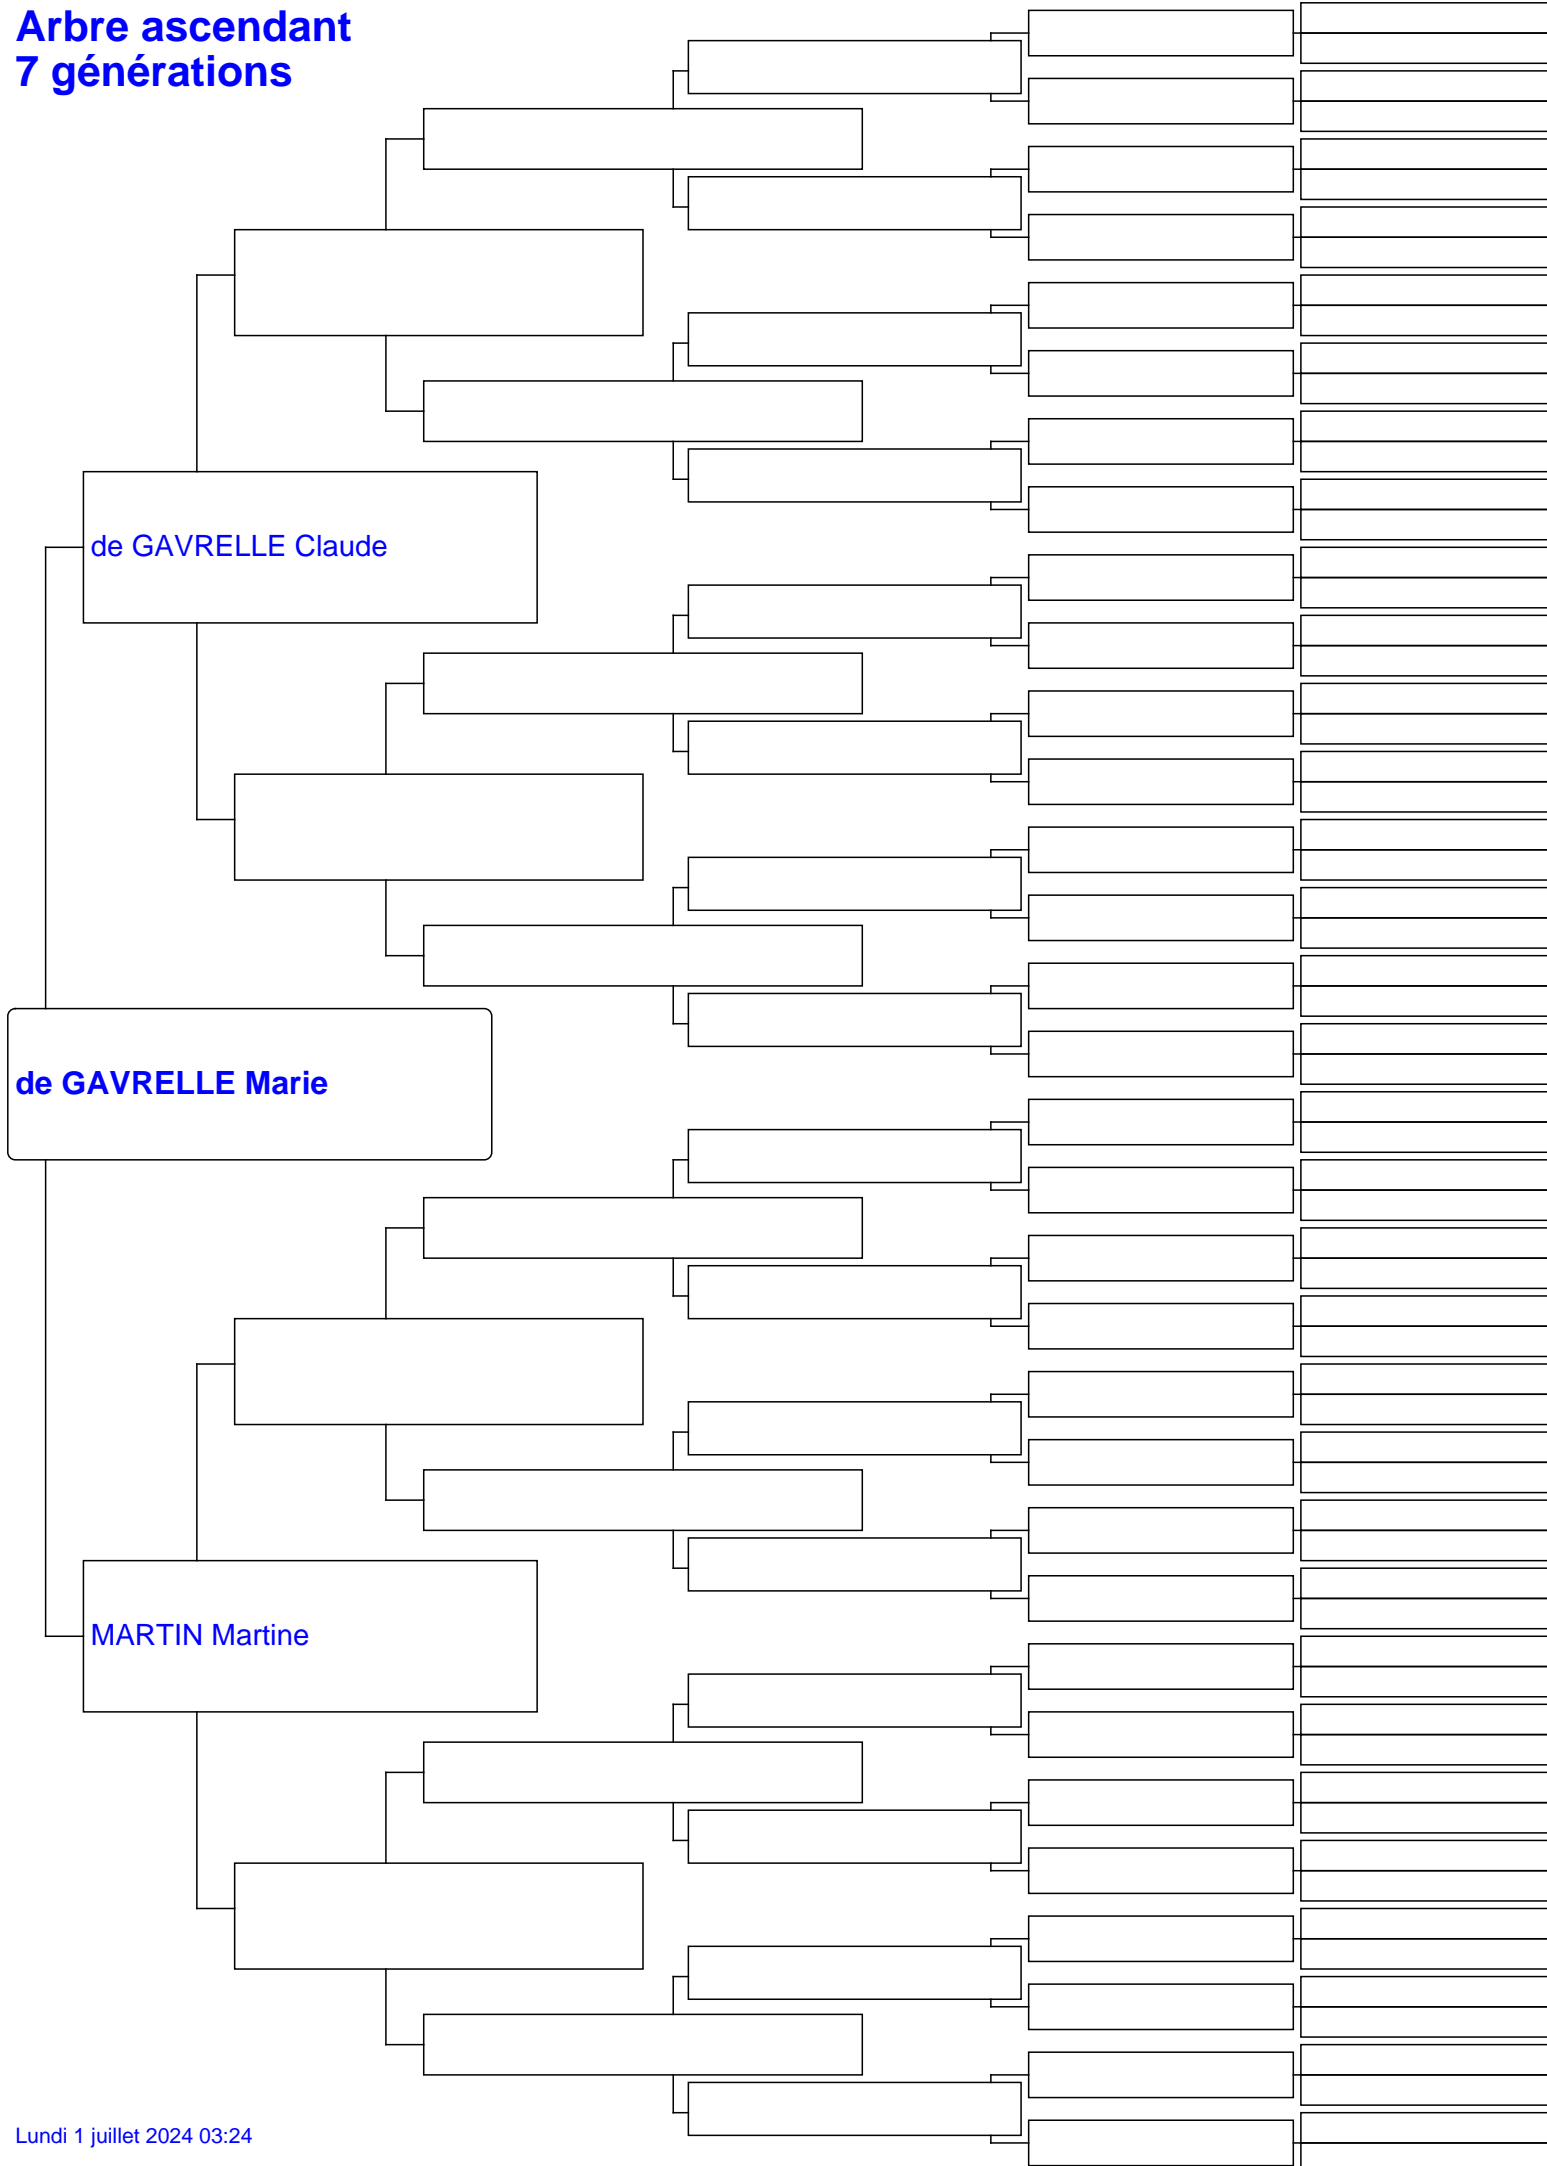 Arbre ascendant
7 générations
de GAVRELLE Claude
de GAVRELLE Marie
MARTIN Martine
Lundi 1 juillet 2024 03:24